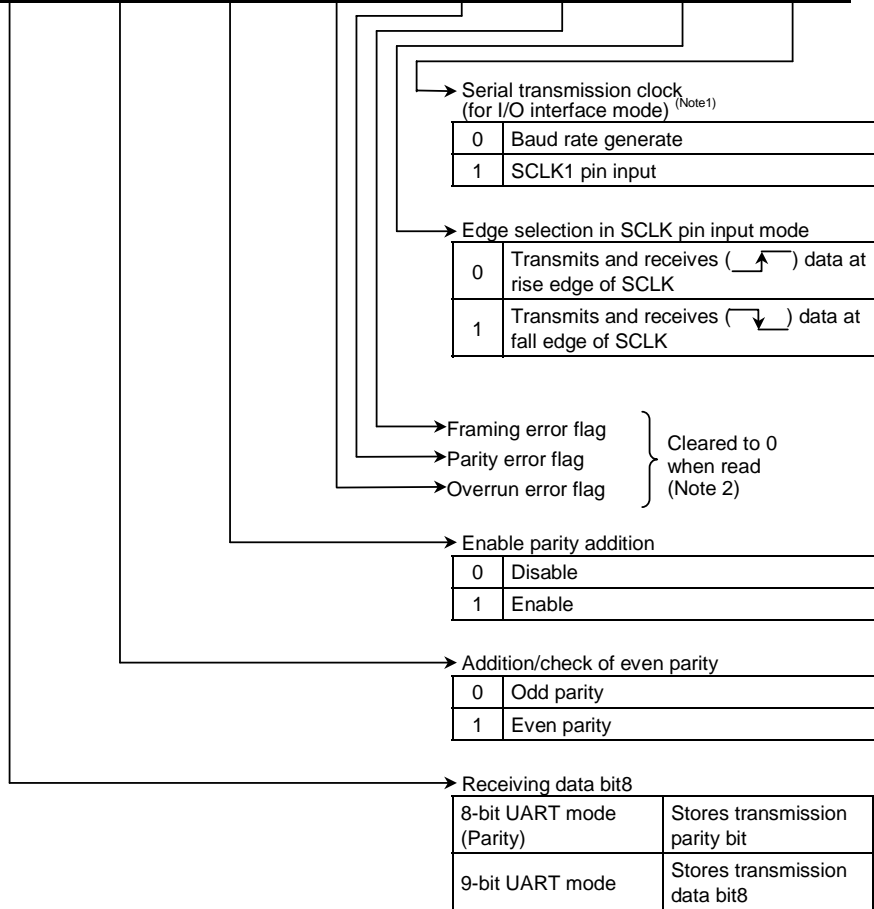 Serial transmission clock
(for I/O interface mode) (Note1)
0 Baud rate generate
1 SCLK1 pin input
Edge selection in SCLK pin input mode
0 Transmits and receives ( ) data at
rise edge of SCLK
1 Transmits and receives ( ) data at
fall edge of SCLK
Framing error flag
Parity error flag
Overrun error flag
Cleared to 0
when read
(Note 2)
Enable parity addition
0 Disable
1 Enable
Addition/check of even parity
0 Odd parity
1 Even parity
Receiving data bit8
8-bit UART mode
(Parity)
Stores transmission
parity bit
9-bit UART mode
Stores transmission
data bit8